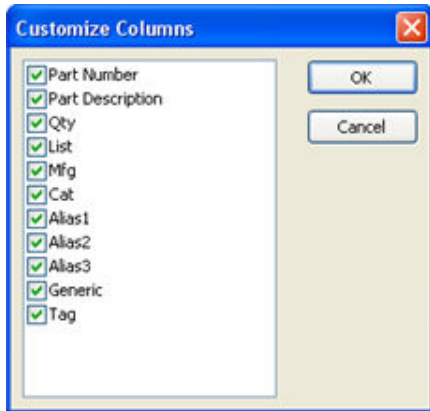 Customize Columns
Part Number
OK
Part Description
Qty
Cancel
List
Mfg
Cat
Alias1
Alias2
Alias3
Generic
Tag